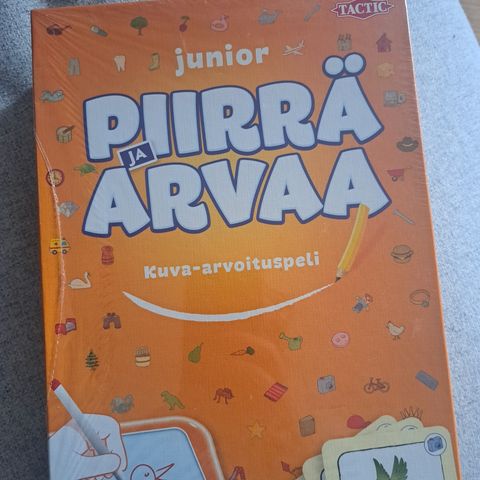 TACTIC
junior
PIIRRÄ
JA
ARVAA
Kuva-arvoituspeli